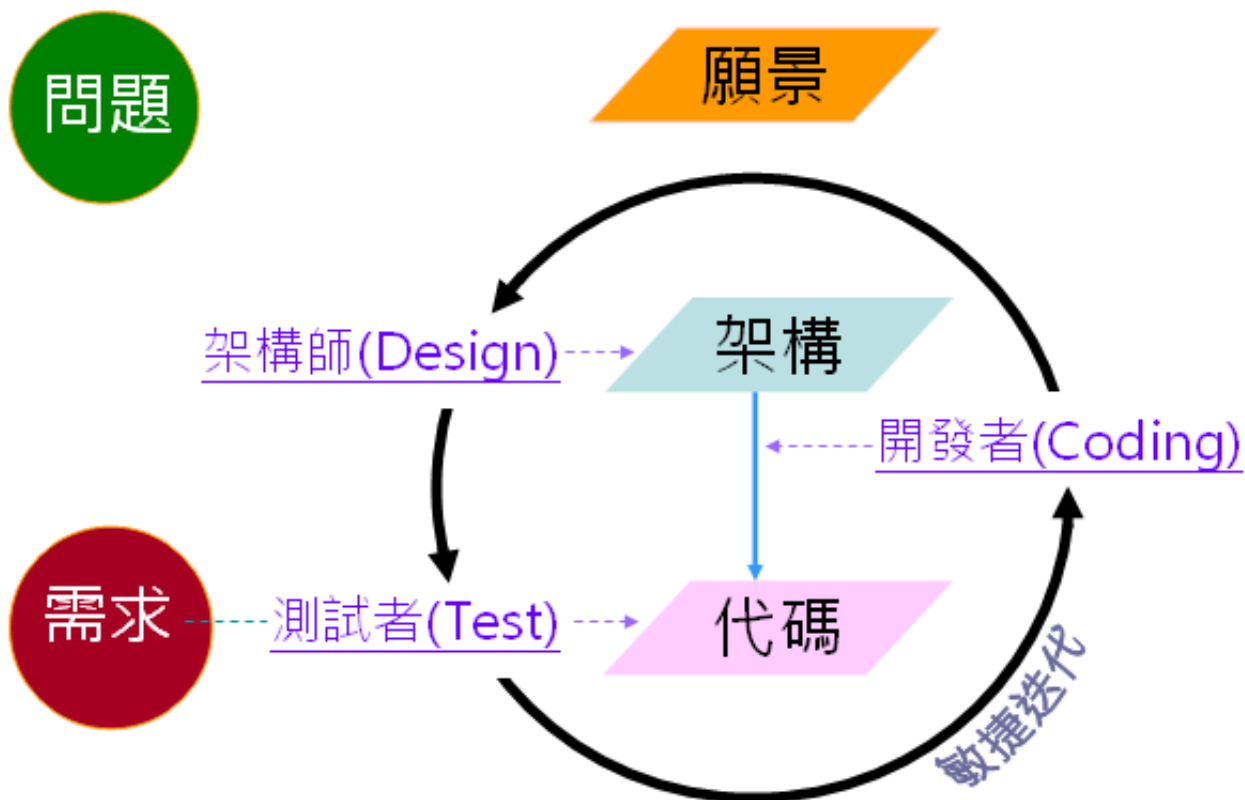 問題
願景
架構師(Design)
架構
開發者(Coding)
需求
測試者(Test)
代碼
敏捷迭代